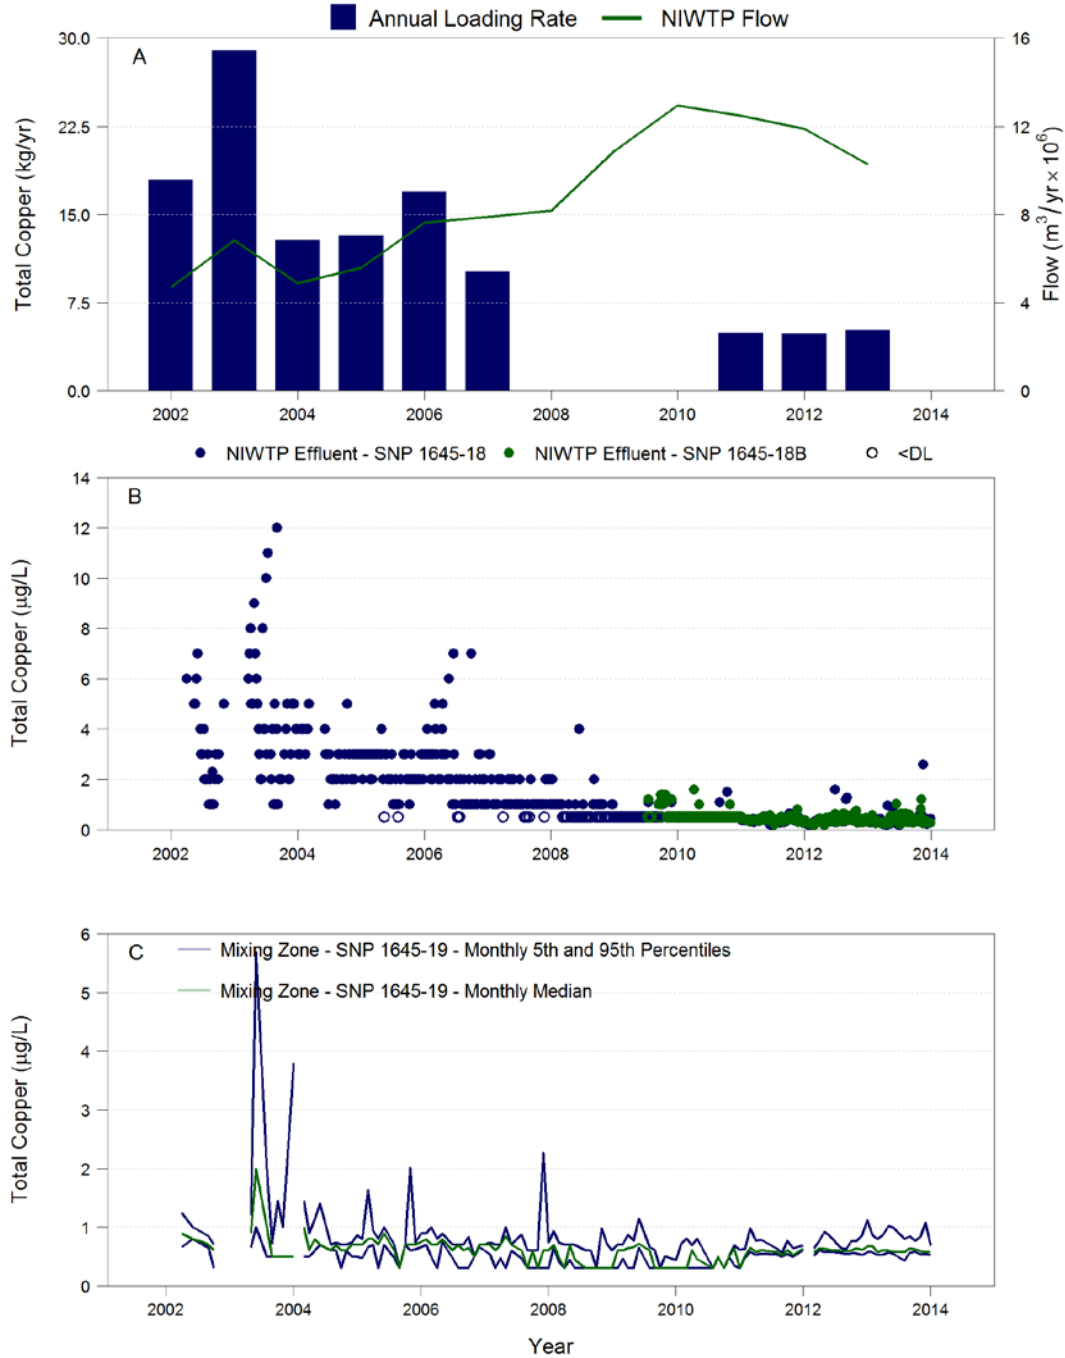 Annual Loading Rate NIWTP Flow
A
30.0
22.5
15.0
7.5
0.0
Total Copper (kg/yr)
16
12
8
4
0
Flow (m³/yr×10⁶)
2002 2004 2006 2008 2010 2012 2014
NIWTP Effluent - SNP 1645-18 NIWTP Effluent - SNP 1645-18B <DL
B
14
12
10
8
6
4
2
0
Total Copper (μg/L)
2002 2004 2006 2008 2010 2012 2014
C
Mixing Zone - SNP 1645-19 - Monthly 5th and 95th Percentiles
Mixing Zone - SNP 1645-19 - Monthly Median
6
5
4
3
2
1
0
Total Copper (μg/L)
2002 2004 2006 2008 2010 2012 2014
Year